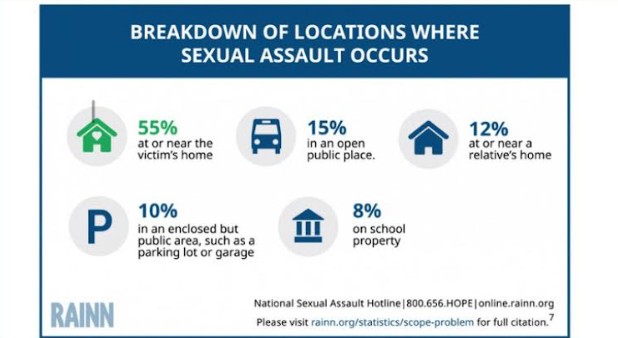 BREAKDOWN OF LOCATIONS WHERE
SEXUAL ASSAULT OCCURS
55%
at or near the
victim's home
15%
in an open
public place.
12%
at or near a
relative's home
P
10%
in an enclosed but
public area, such as a
parking lot or garage
8%
on school
property
RAINN
National Sexual Assault Hotline|800.656.HOPE|online.rainn.org
Please visit rainn.org/statistics/scope-problem for full citation.7